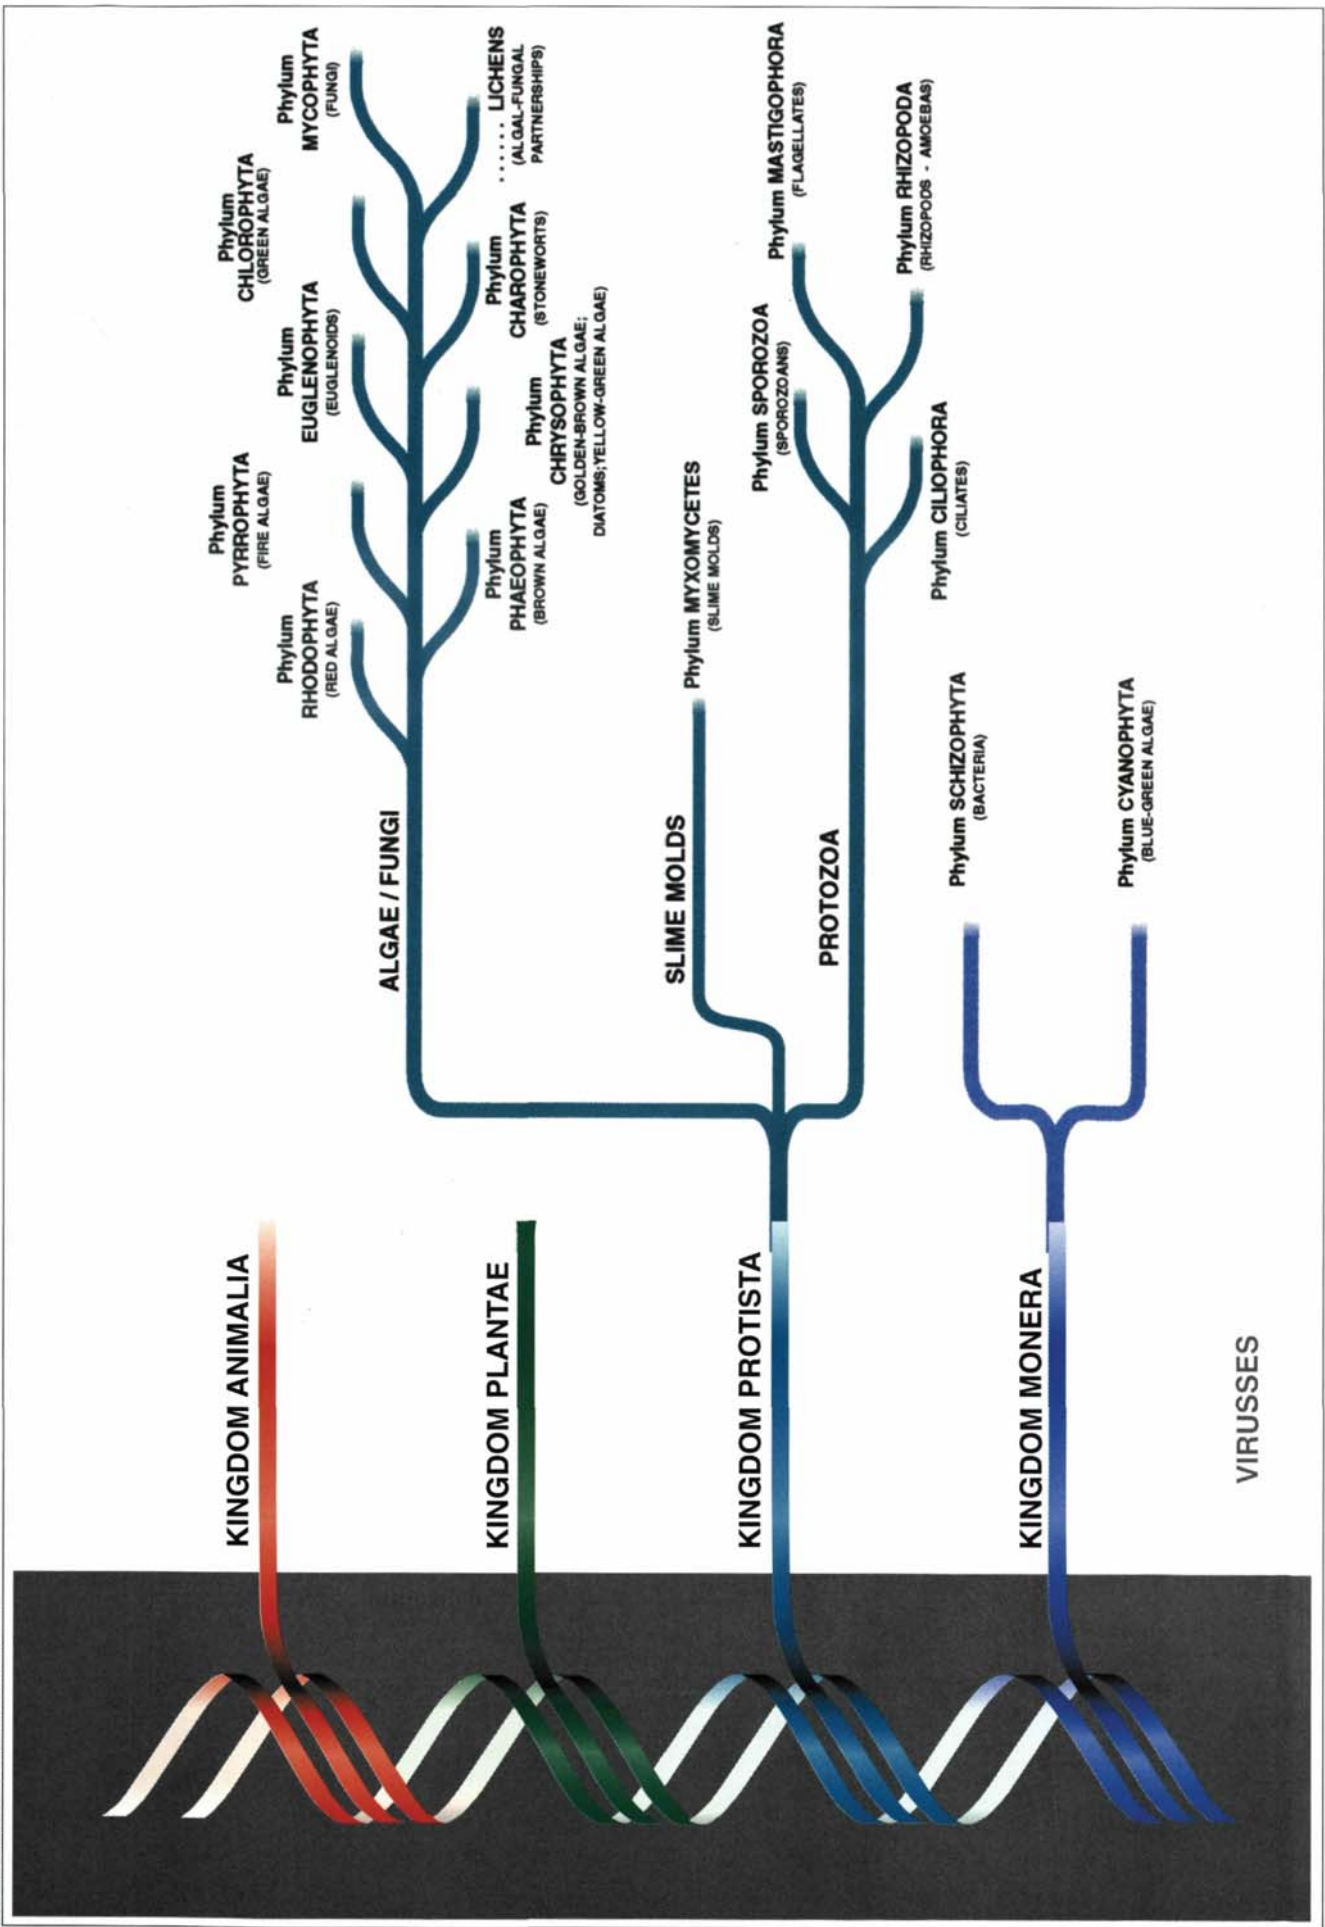 KINGDOM ANIMALIA
KINGDOM PLANTAE
KINGDOM PROTISTA
KINGDOM MONERA
VIRUSSES
ALGAE / FUNGI
Phylum
RHODOPHYTA
(RED ALGAE)
Phylum
PYRROPHYTA
(FIRE ALGAE)
Phylum
EUGLENOPHYTA
(EUGLENOIDS)
Phylum
CHLOROPHYTA
(GREEN ALGAE)
Phylum
MYCOPHYTA
(FUNGI)
Phylum
PHAEOPHYTA
(BROWN ALGAE)
Phylum
CHRYSOPHYTA
(GOLDEN-BROWN ALGAE;
DIATOMS;YELLOW-GREEN ALGAE)
Phylum
CHAROPHYTA
(STONEWORTS)
...... LICHENS
(ALGAL-FUNGAL
PARTNERSHIPS)
SLIME MOLDS
Phylum MYXOMYCETES
(SLIME MOLDS)
PROTOZOA
Phylum SPOROZOA
(SPOROZOANS)
Phylum MASTIGOPHORA
(FLAGELLATES)
Phylum CILIOPHORA
(CILIATES)
Phylum RHIZOPODA
(RHIZOPODS - AMOEBAS)
Phylum SCHIZOPHYTA
(BACTERIA)
Phylum CYANOPHYTA
(BLUE-GREEN ALGAE)